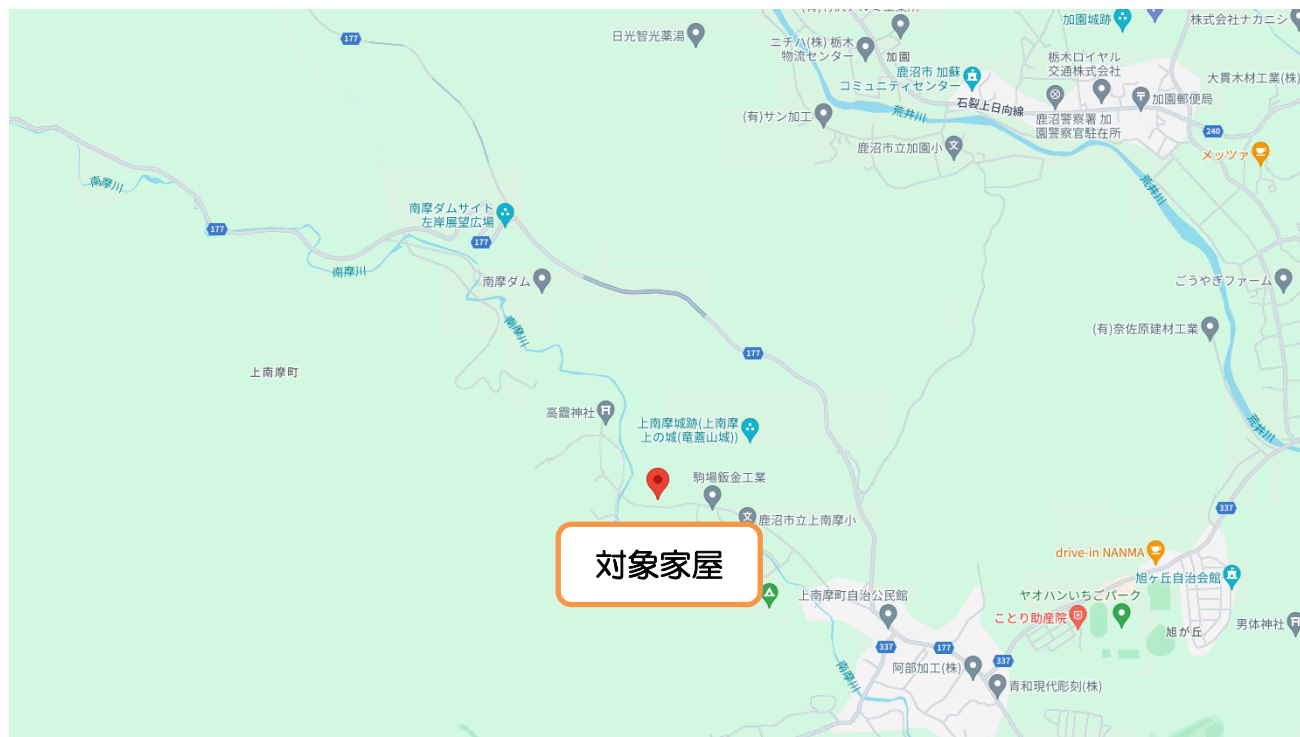 177
日光智光薬湯
ニチハ(株) 栃木
物流センター
加園
加園城跡
株式会社ナカニシ
鹿沼市 加蘇
コミュニティセンター
栃木ロイヤル
交通株式会社
大貫木材工業(株)
石裂上日向線
加園郵便局
荒井川
(有)サン加工
鹿沼警察署 加
園警察官駐在所
240
鹿沼市立加園小
メッツァ
南摩川
荒井川
南摩ダムサイト
左岸展望広場
177
177
南摩川
南摩ダム
ごうやぎファーム
南摩川
(有)奈佐原建材工業
177
上南摩町
高龗神社
上南摩城跡(上南摩
上の城(竜蓋山城))
荒井川
駒場鈑金工業
337
鹿沼市立上南摩小
対象家屋
drive-in NANMA
旭ヶ丘自治会館
上南摩町自治公民館
ヤオハンいちごパーク
ことり助産院
男体神社
旭が丘
337
177
337
阿部加工(株)
南摩川
青和現代彫刻(株)